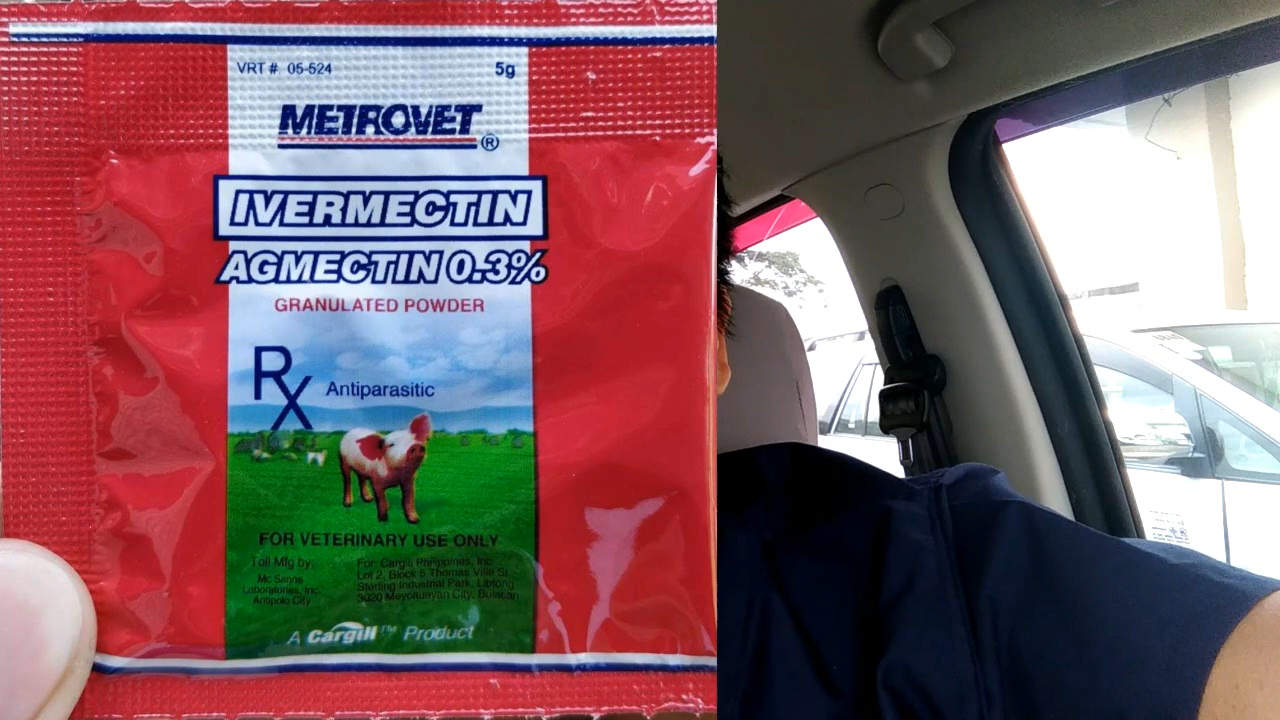 VRT # 05-524
5g
METROVET®
IVERMECTIN
AGMECTIN 0.3%
GRANULATED POWDER
Rx Antiparasitic
FOR VETERINARY USE ONLY
Toll Mfg by:
Mc Sanns
Laboratories, Inc.
Antipolo City
For: Cargill Philippines, Inc.
Lot 2, Block 5 Thomas Villa St.
Sterling Industrial Park, Libtong
3020 Meycauayan City, Bulacan
A Cargill™ Product